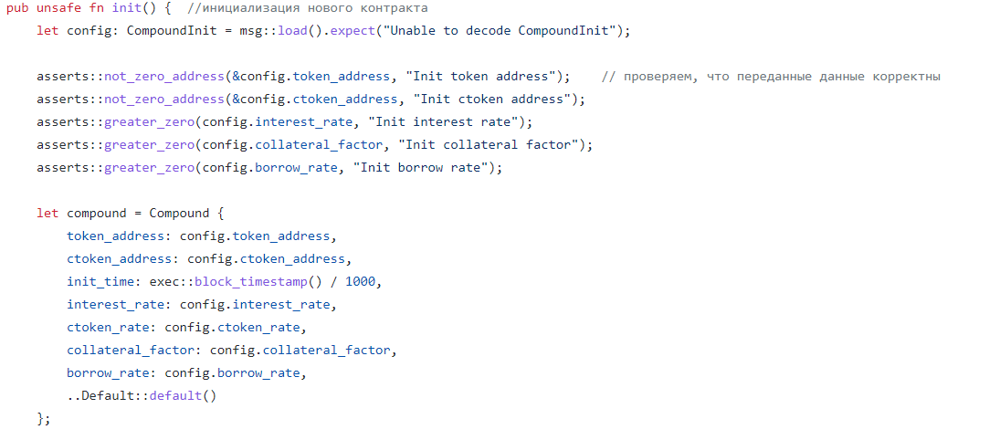 pub unsafe fn init() {  //инициализация нового контракта
    let config: CompoundInit = msg::load().expect("Unable to decode CompoundInit");

    asserts::not_zero_address(&config.token_address, "Init token address");    // проверяем, что переданные данные корректны
    asserts::not_zero_address(&config.ctoken_address, "Init ctoken address");
    asserts::greater_zero(config.interest_rate, "Init interest rate");
    asserts::greater_zero(config.collateral_factor, "Init collateral factor");
    asserts::greater_zero(config.borrow_rate, "Init borrow rate");

    let compound = Compound {
        token_address: config.token_address,
        ctoken_address: config.ctoken_address,
        init_time: exec::block_timestamp() / 1000,
        interest_rate: config.interest_rate,
        ctoken_rate: config.ctoken_rate,
        collateral_factor: config.collateral_factor,
        borrow_rate: config.borrow_rate,
        ..Default::default()
    };